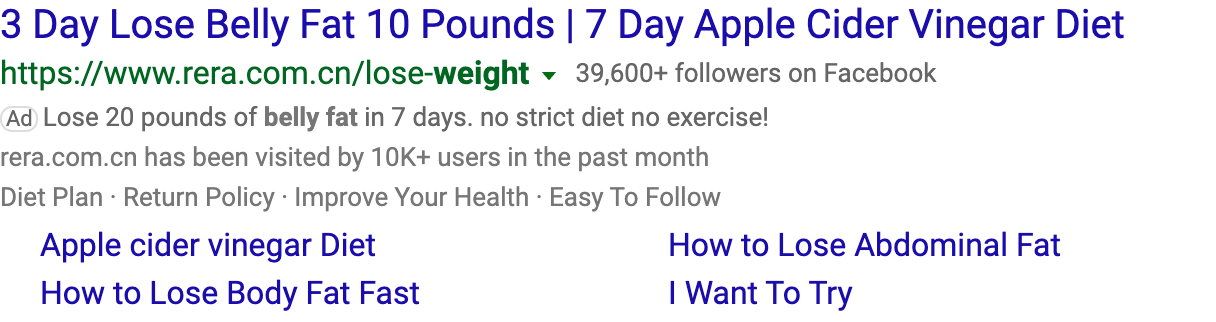 3 Day Lose Belly Fat 10 Pounds | 7 Day Apple Cider Vinegar Diet
https://www.rera.com.cn/lose-weight ▼ 39,600+ followers on Facebook
Ad Lose 20 pounds of belly fat in 7 days. no strict diet no exercise!
rera.com.cn has been visited by 10K+ users in the past month
Diet Plan · Return Policy · Improve Your Health · Easy To Follow
Apple cider vinegar Diet How to Lose Abdominal Fat
How to Lose Body Fat Fast I Want To Try